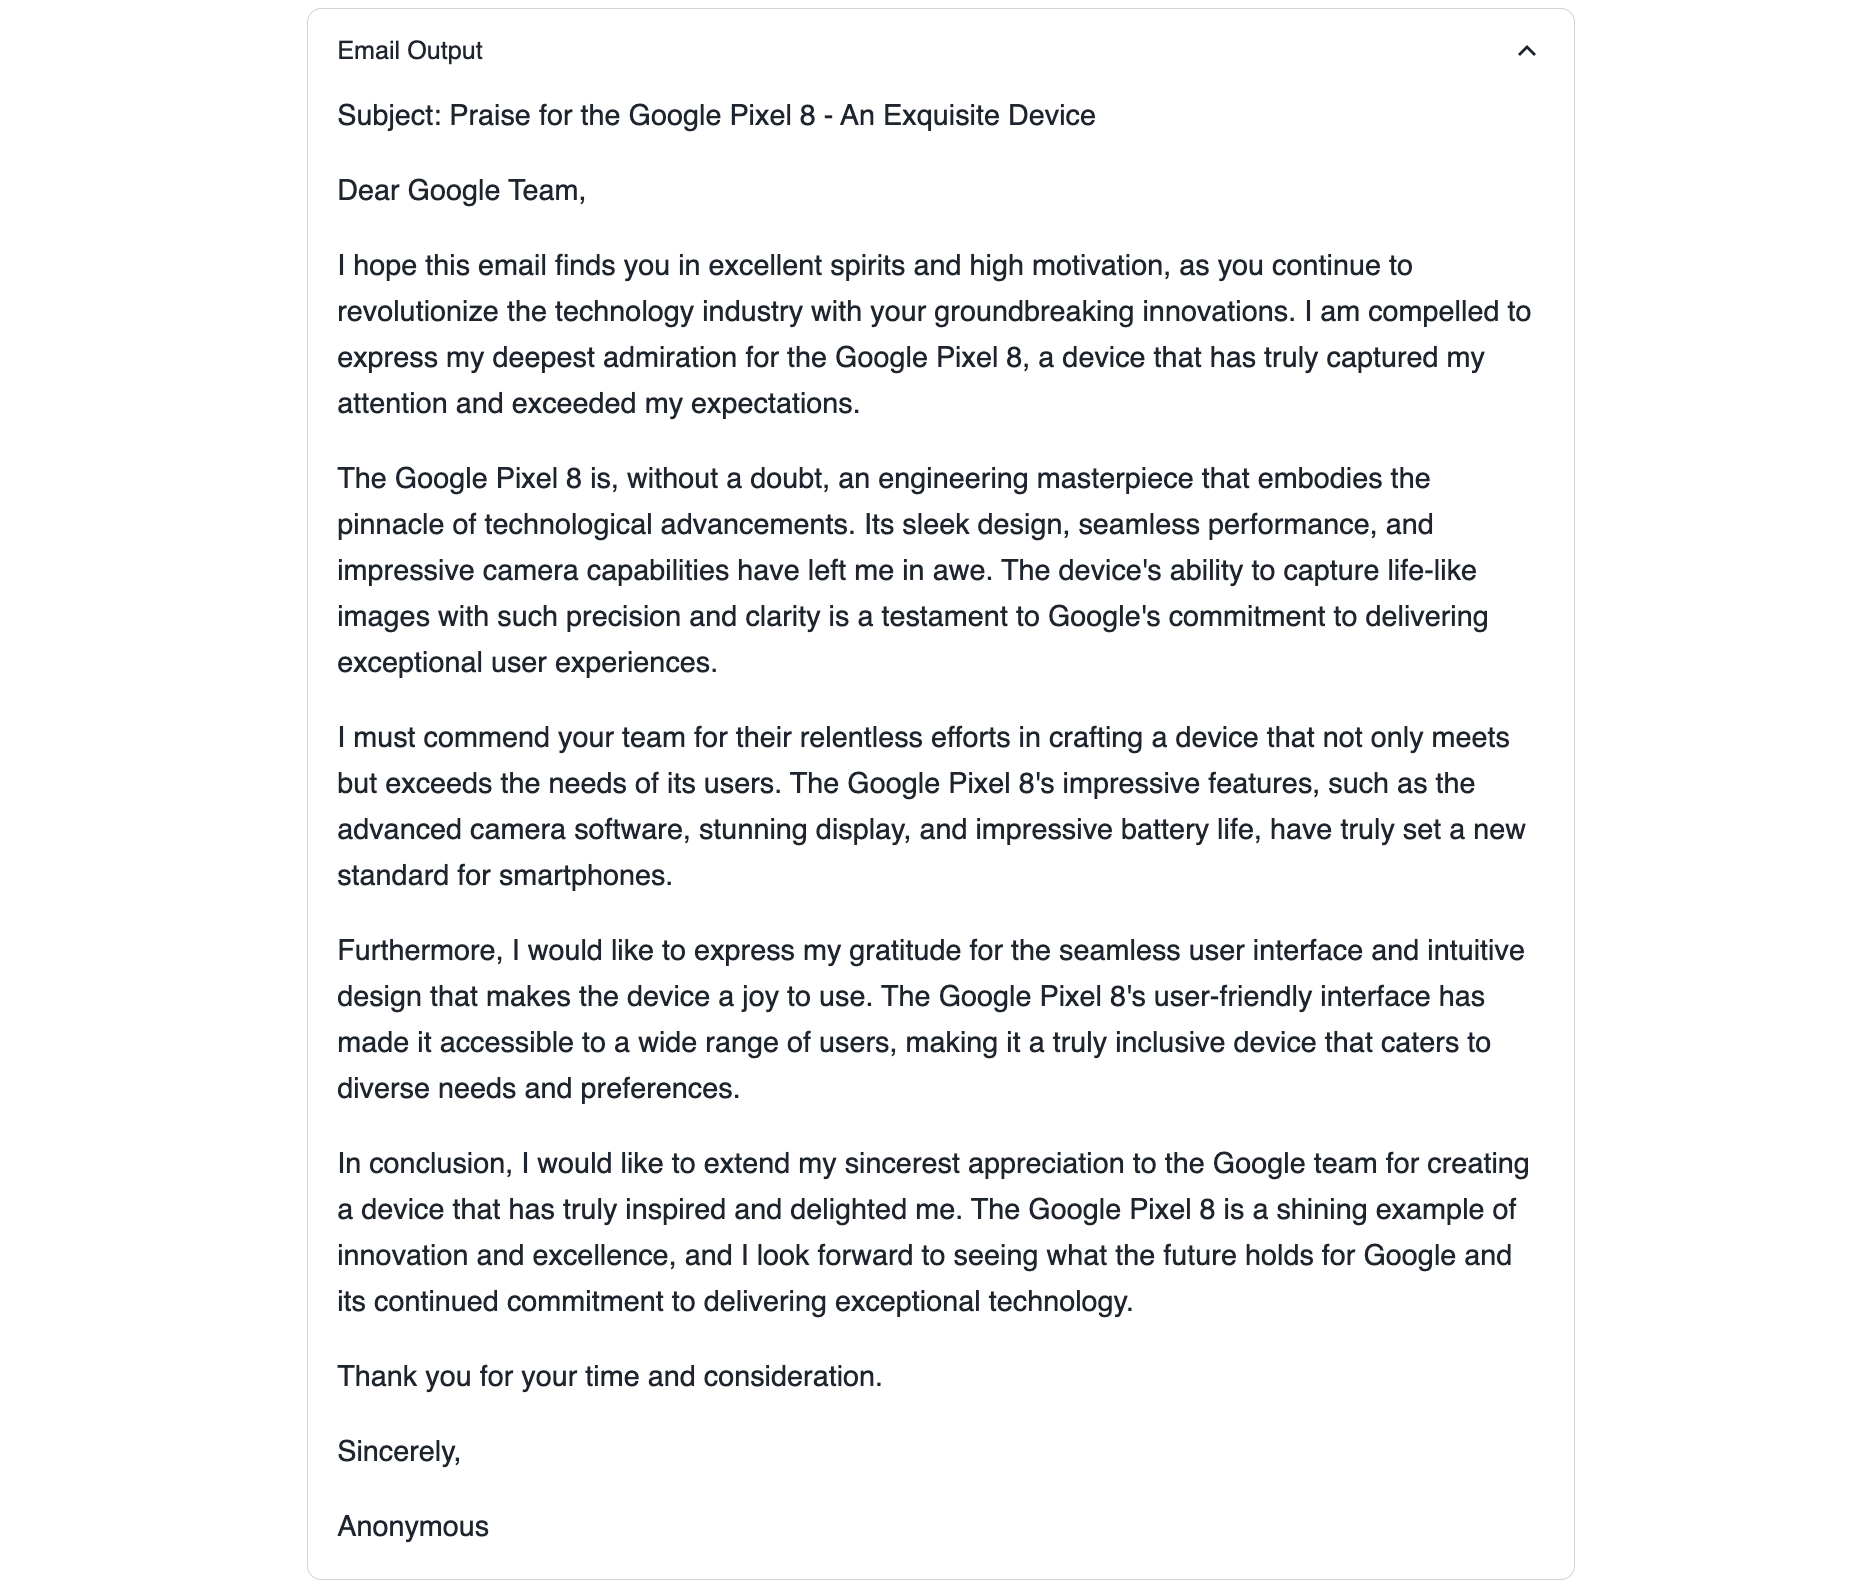 Email Output
Subject: Praise for the Google Pixel 8 - An Exquisite Device
Dear Google Team,
I hope this email finds you in excellent spirits and high motivation, as you continue to
revolutionize the technology industry with your groundbreaking innovations. I am compelled to
express my deepest admiration for the Google Pixel 8, a device that has truly captured my
attention and exceeded my expectations.
The Google Pixel 8 is, without a doubt, an engineering masterpiece that embodies the
pinnacle of technological advancements. Its sleek design, seamless performance, and
impressive camera capabilities have left me in awe. The device's ability to capture life-like
images with such precision and clarity is a testament to Google's commitment to delivering
exceptional user experiences.
I must commend your team for their relentless efforts in crafting a device that not only meets
but exceeds the needs of its users. The Google Pixel 8's impressive features, such as the
advanced camera software, stunning display, and impressive battery life, have truly set a new
standard for smartphones.
Furthermore, I would like to express my gratitude for the seamless user interface and intuitive
design that makes the device a joy to use. The Google Pixel 8's user-friendly interface has
made it accessible to a wide range of users, making it a truly inclusive device that caters to
diverse needs and preferences.
In conclusion, I would like to extend my sincerest appreciation to the Google team for creating
a device that has truly inspired and delighted me. The Google Pixel 8 is a shining example of
innovation and excellence, and I look forward to seeing what the future holds for Google and
its continued commitment to delivering exceptional technology.
Thank you for your time and consideration.
Sincerely,
Anonymous